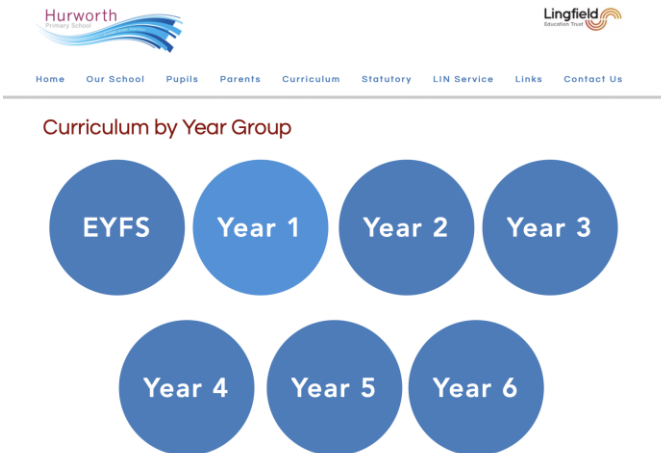 Hurworth
Primary School
Lingfield
Education Trust
Home Our School Pupils Parents Curriculum Statutory LIN Service Links Contact Us
Curriculum by Year Group
EYFS Year 1 Year 2 Year 3
Year 4 Year 5 Year 6